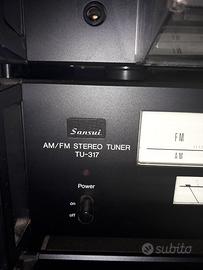 Sansui
AM/FM STEREO TUNER
TU-317
FM
AM
Power
on
off
subito